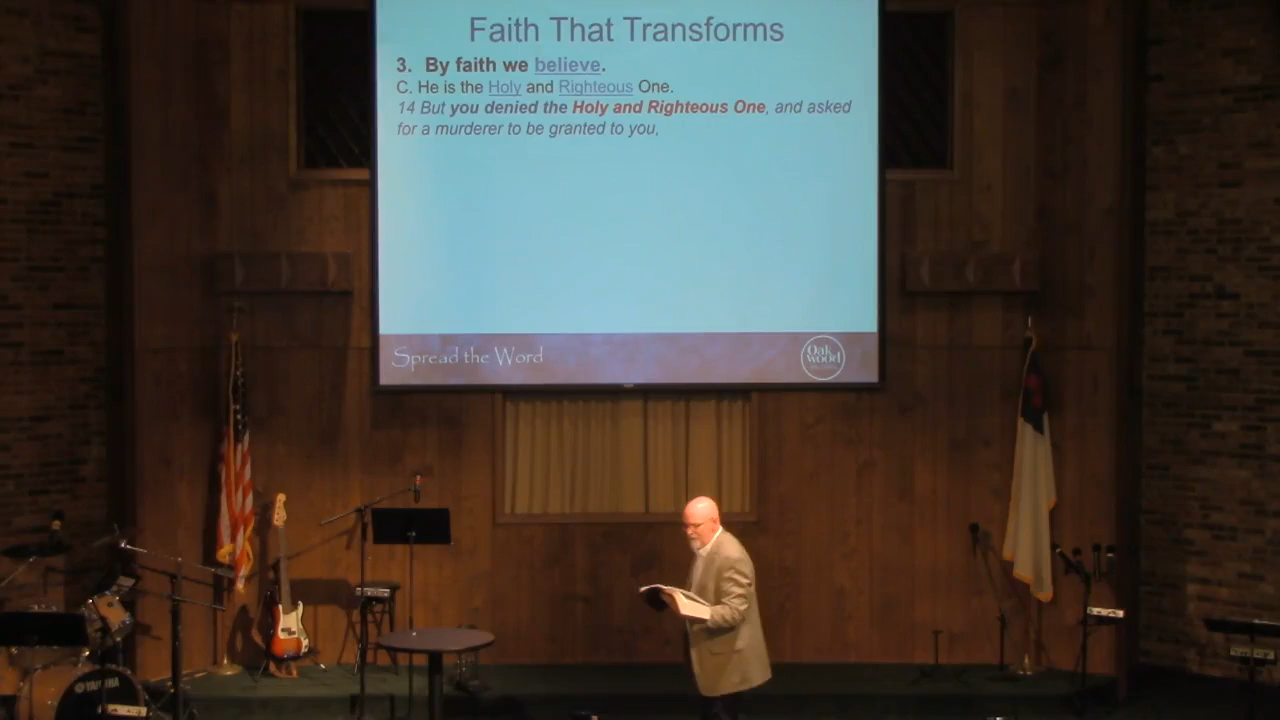 Faith That Transforms
3. By faith we believe.
C. He is the Holy and Righteous One.
14 But you denied the Holy and Righteous One, and asked
for a murderer to be granted to you,
Spread the Word
Oak
wood
YAMAHA